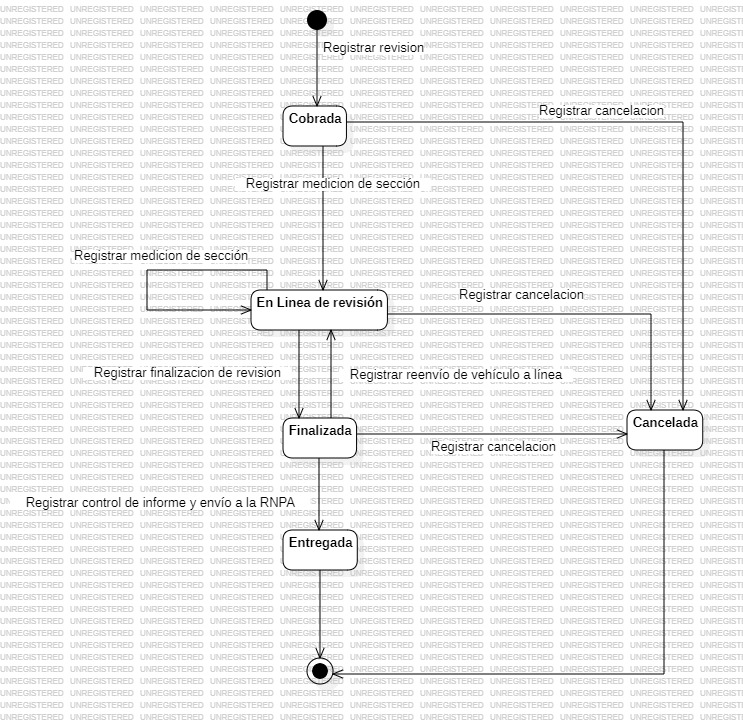 Registrar revision
Registrar cancelacion
Cobrada
Registrar medicion de sección
Registrar medicion de sección
En Linea de revisión
Registrar cancelacion
Registrar finalizacion de revision
Registrar reenvío de vehículo a línea
Finalizada
Cancelada
Registrar cancelacion
Registrar control de informe y envío a la RNPA
Entregada
UNREGISTERED